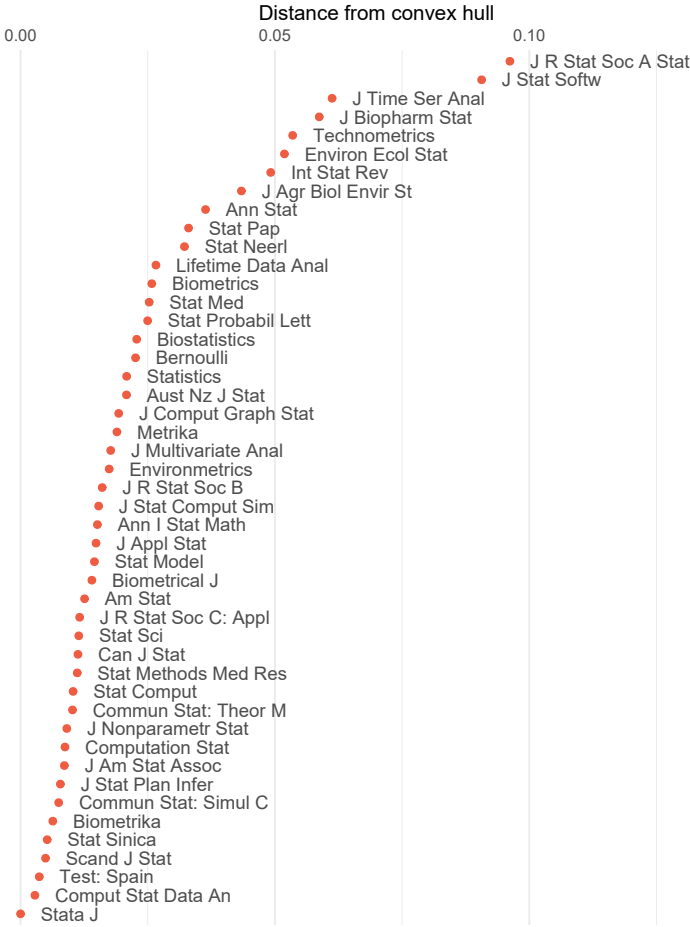 Distance from convex hull
0.00 0.05 0.10
J R Stat Soc A Stat
J Stat Softw
J Time Ser Anal
J Biopharm Stat
Technometrics
Environ Ecol Stat
Int Stat Rev
J Agr Biol Envir St
Ann Stat
Stat Pap
Stat Neerl
Lifetime Data Anal
Biometrics
Stat Med
Stat Probabil Lett
Biostatistics
Bernoulli
Statistics
Aust Nz J Stat
J Comput Graph Stat
Metrika
J Multivariate Anal
Environmetrics
J R Stat Soc B
J Stat Comput Sim
Ann I Stat Math
J Appl Stat
Stat Model
Biometrical J
Am Stat
J R Stat Soc C: Appl
Stat Sci
Can J Stat
Stat Methods Med Res
Stat Comput
Commun Stat: Theor M
J Nonparametr Stat
Computation Stat
J Am Stat Assoc
J Stat Plan Infer
Commun Stat: Simul C
Biometrika
Stat Sinica
Scand J Stat
Test: Spain
Comput Stat Data An
Stata J